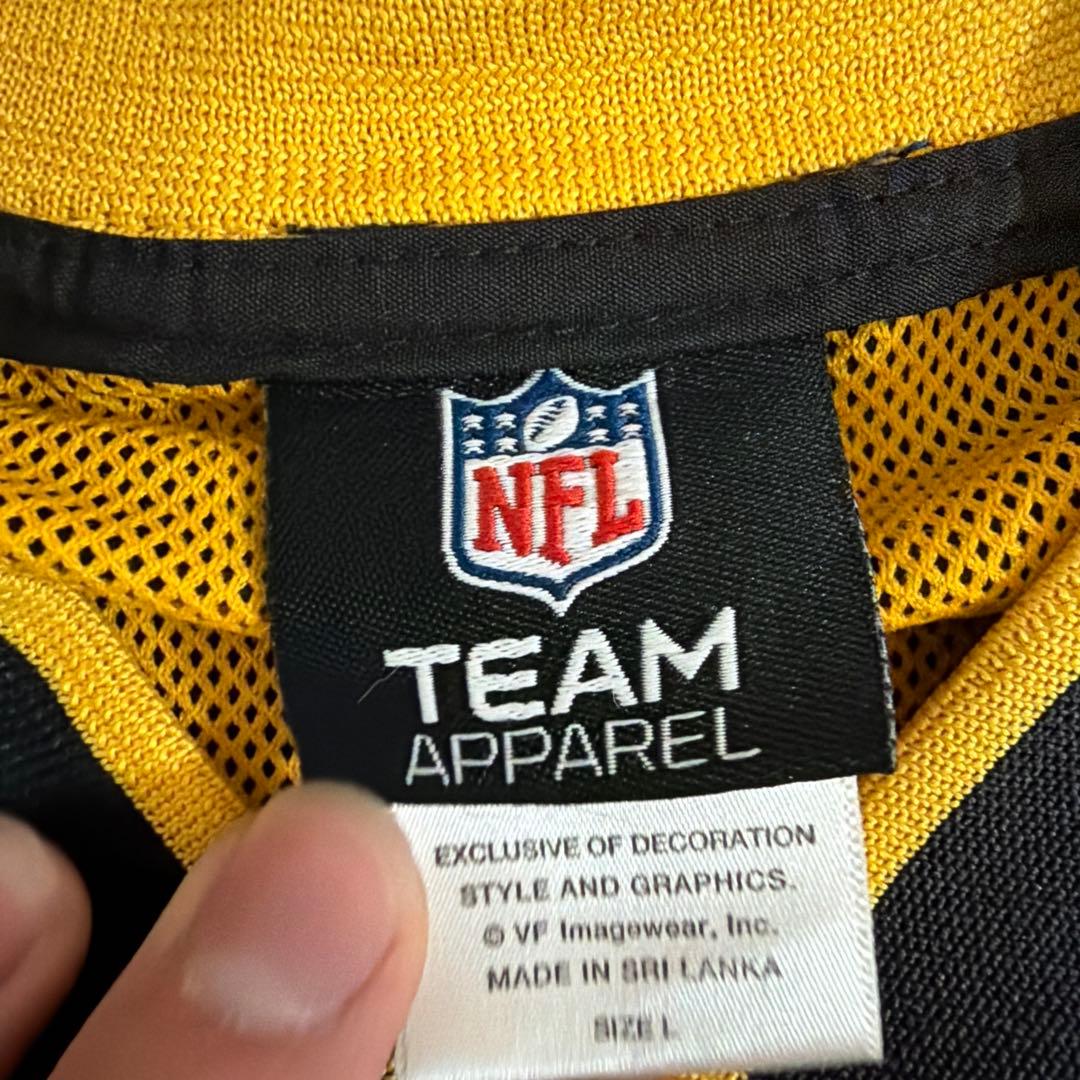 NFL
TEAM
APPAREL
EXCLUSIVE OF DECORATION
STYLE AND GRAPHICS.
© VF Imagewear, Inc.
MADE IN SRI LANKA
SIZE L